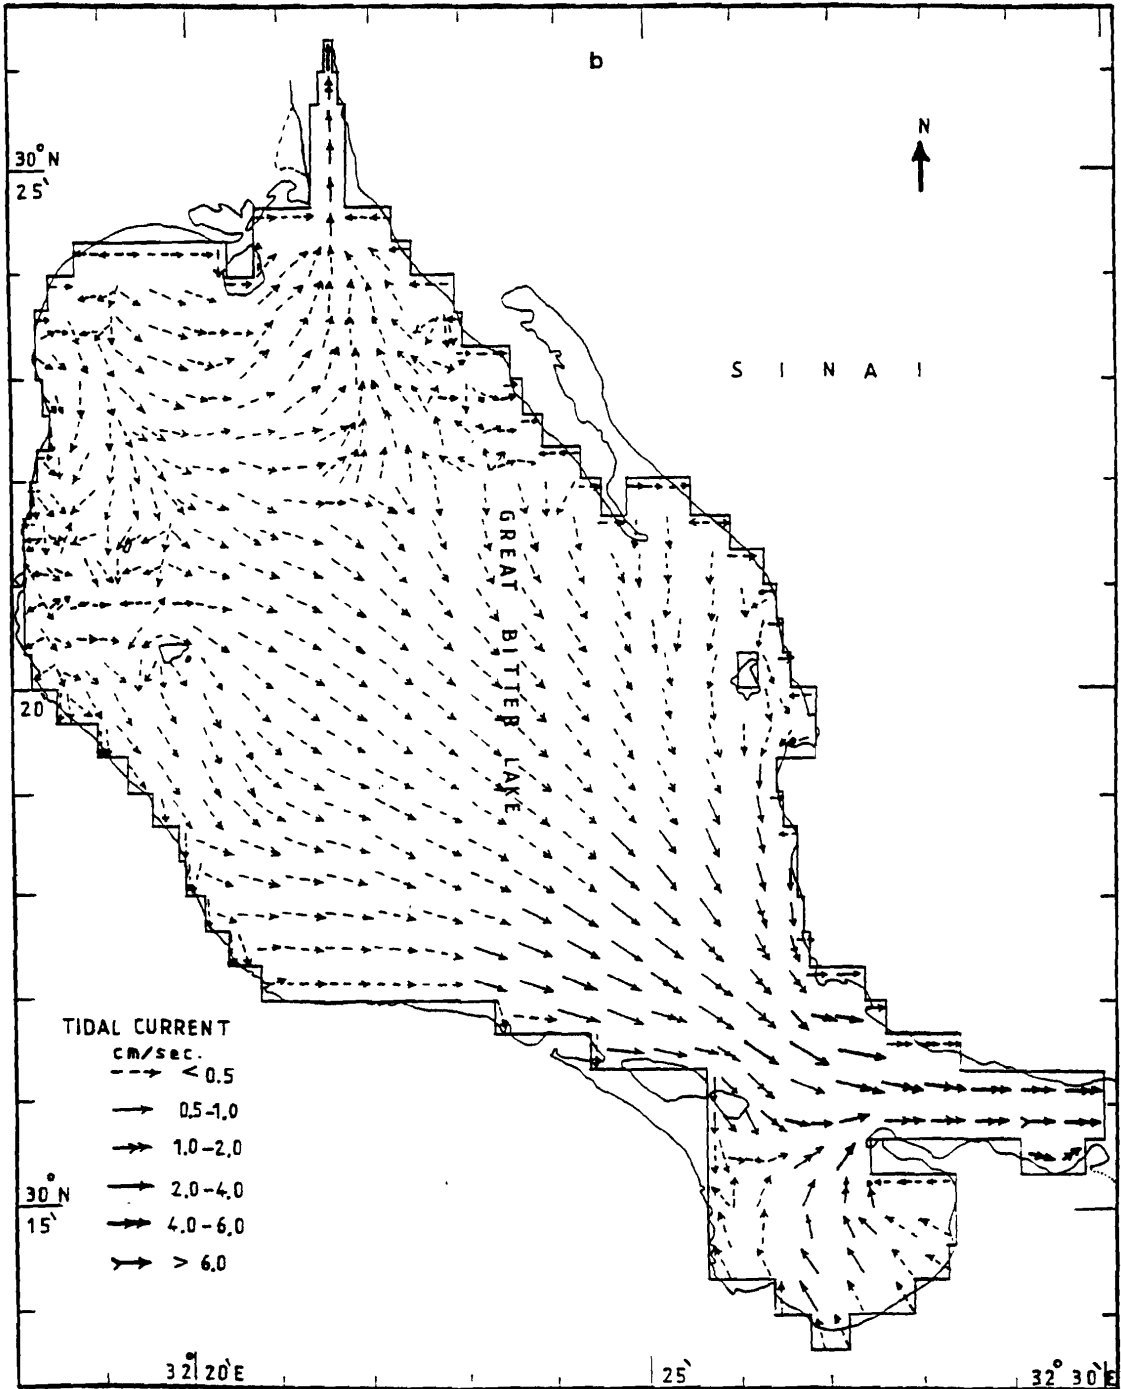 b
N
30°N
25'
S I N A I
GREAT BITTER LAKE
20
TIDAL CURRENT
cm/sec.
< 0.5
0.5-1.0
1.0-2.0
2.0-4.0
4.0-6.0
> 6.0
30°N
15'
32°20'E
25'
32°30'E